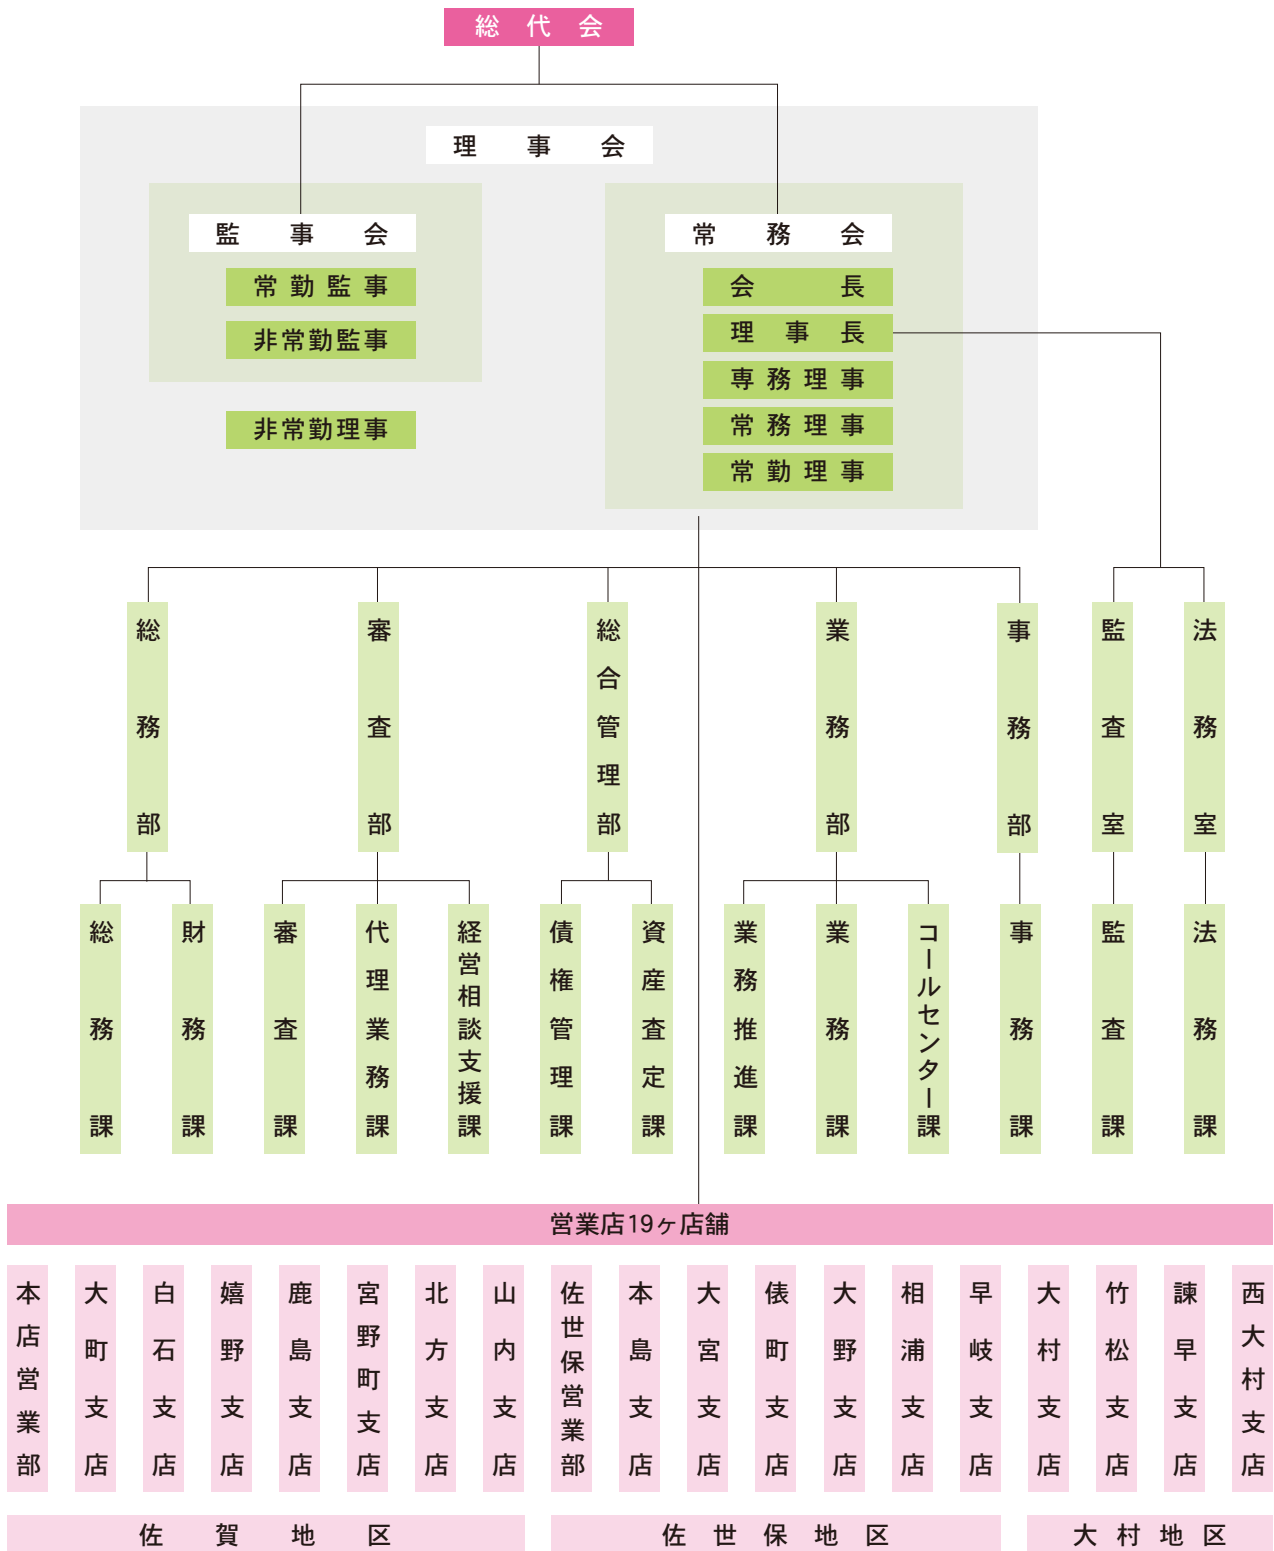 総代会
理事会
監事会
常勤監事
非常勤監事
非常勤理事
常務会
会長
理事長
専務理事
常務理事
常勤理事
総務部
審査部
総合管理部
業務部
事務部
監査室
法務室
総務課
財務課
審査課
代理業務課
経営相談支援課
債権管理課
資産査定課
業務推進課
業務課
コールセンター課
事務課
監査課
法務課
営業店19ヶ店舗
本店営業部
大町支店
白石支店
嬉野支店
鹿島支店
宮野町支店
北方支店
山内支店
佐世保営業部
本島支店
大宮支店
俵町支店
大野支店
相浦支店
早岐支店
大村支店
竹松支店
諫早支店
西大村支店
佐賀地区
佐世保地区
大村地区